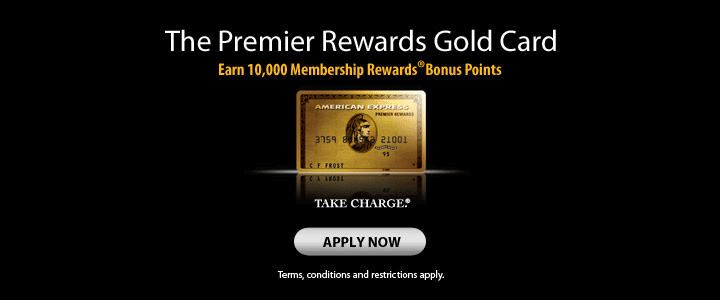 The Premier Rewards Gold Card
Earn 10,000 Membership Rewards® Bonus Points
AMERICAN EXPRESS
PREMIER REWARDS
3759 21001
95
C F FROST
TAKE CHARGE.®
APPLY NOW
Terms, conditions and restrictions apply.